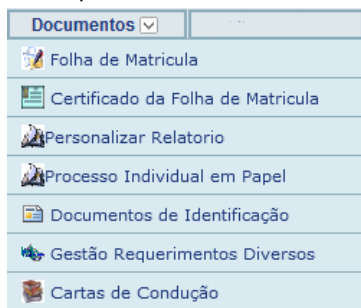 Documentos
Folha de Matricula
Certificado da Folha de Matricula
Personalizar Relatorio
Processo Individual em Papel
Documentos de Identificação
Gestão Requerimentos Diversos
Cartas de Condução